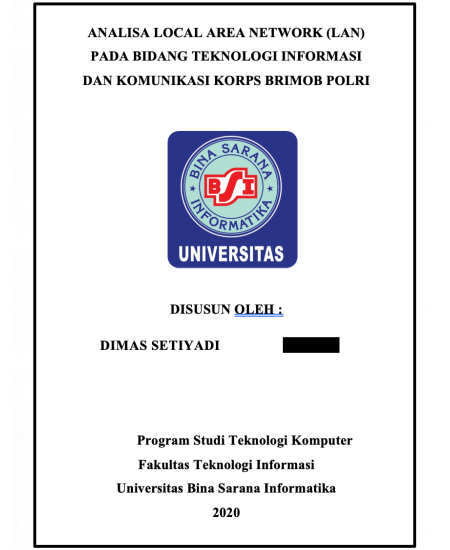 ANALISA LOCAL AREA NETWORK (LAN)
PADA BIDANG TEKNOLOGI INFORMASI
DAN KOMUNIKASI KORPS BRIMOB POLRI
BINA SARANA
BSI
INFORMATIKA
UNIVERSITAS
DISUSUN OLEH :
DIMAS SETIYADI
Program Studi Teknologi Komputer
Fakultas Teknologi Informasi
Universitas Bina Sarana Informatika
2020